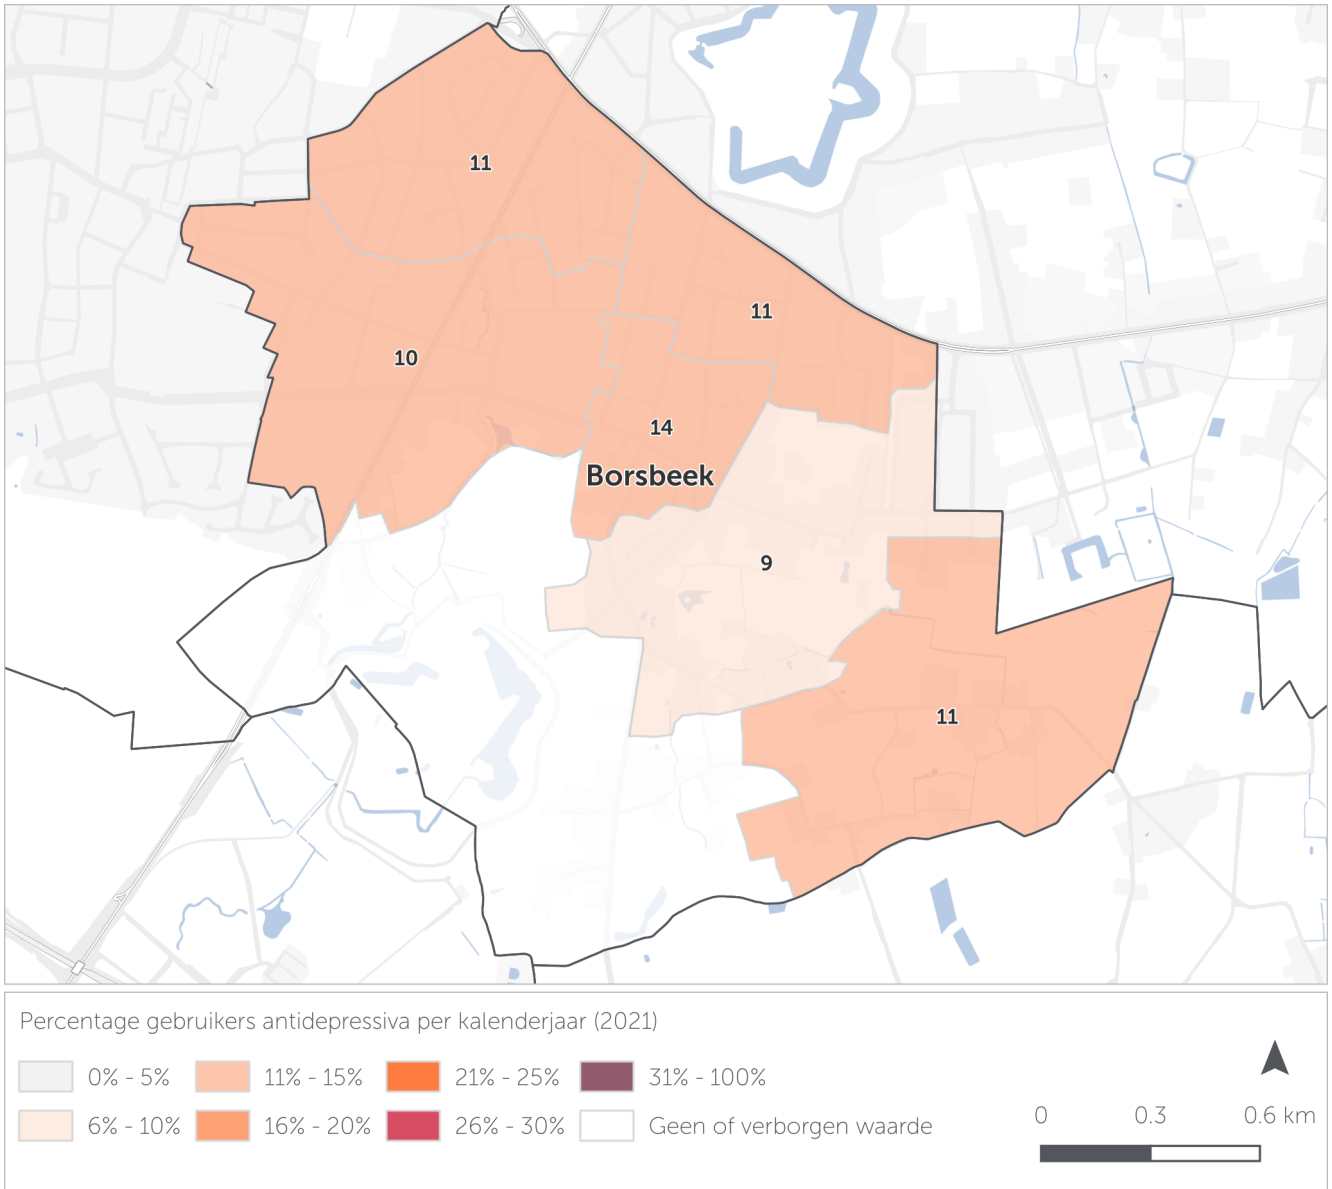 11
11
10
14
Borsbeek
9
11
Percentage gebruikers antidepressiva per kalenderjaar (2021)
0% - 5%
11% - 15%
21% - 25%
31% - 100%
6% - 10%
16% - 20%
26% - 30%
Geen of verborgen waarde
0 0.3 0.6 km